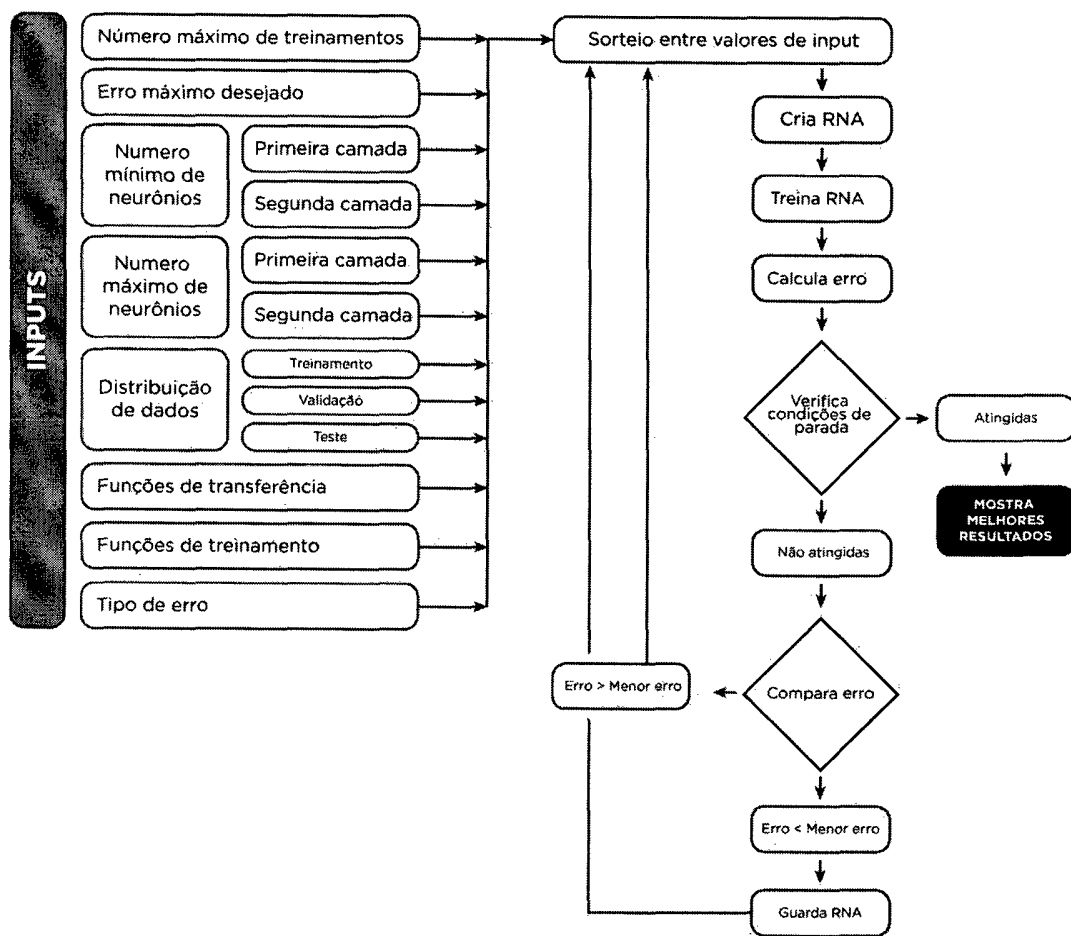 INPUTS
Número máximo de treinamentos
Erro máximo desejado
Numero
mínimo de
neurônios
Primeira camada
Segunda camada
Numero
máximo de
neurônios
Primeira camada
Segunda camada
Distribuição
de dados
Treinamento
Validação
Teste
Funções de transferência
Funções de treinamento
Tipo de erro
Sorteio entre valores de input
Cria RNA
Treina RNA
Calcula erro
Verifica
condições de
parada
Atingidas
MOSTRA
MELHORES
RESULTADOS
Não atingidas
Compara erro
Erro > Menor erro
Erro < Menor erro
Guarda RNA